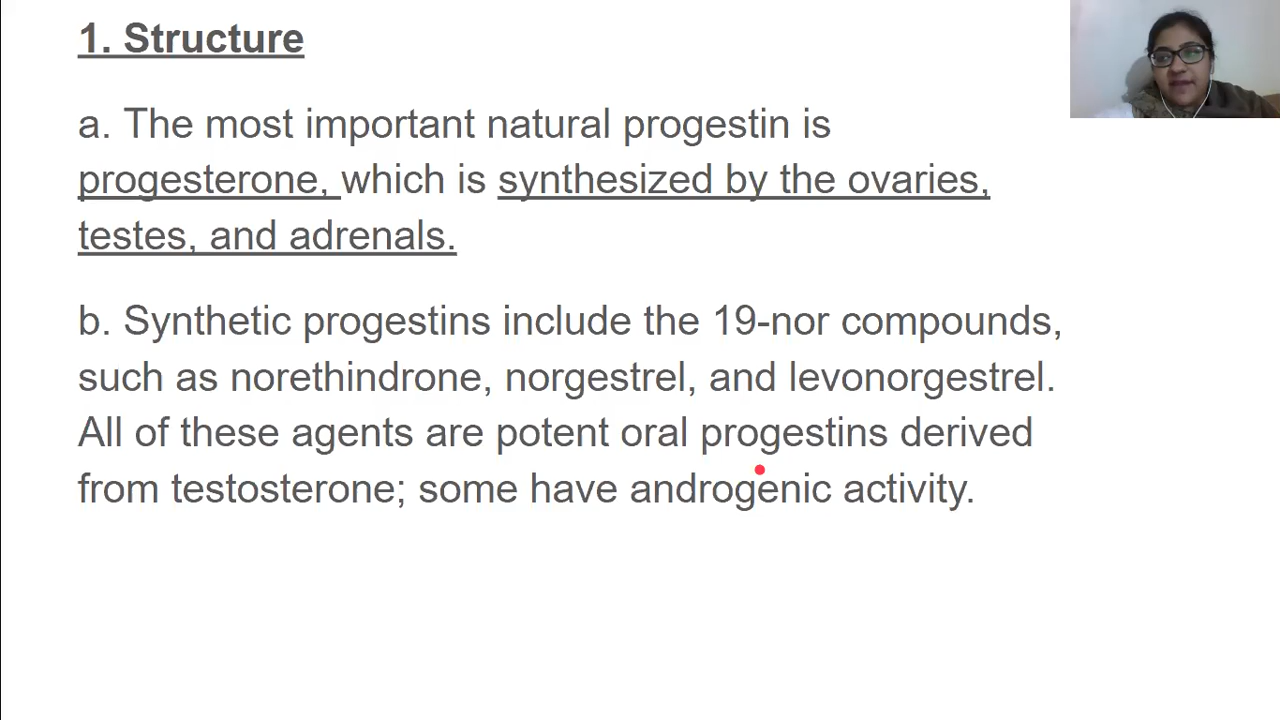 1. Structure
a. The most important natural progestin is
progesterone, which is synthesized by the ovaries,
testes, and adrenals.
b. Synthetic progestins include the 19-nor compounds,
such as norethindrone, norgestrel, and levonorgestrel.
All of these agents are potent oral progestins derived
from testosterone; some have androgenic activity.